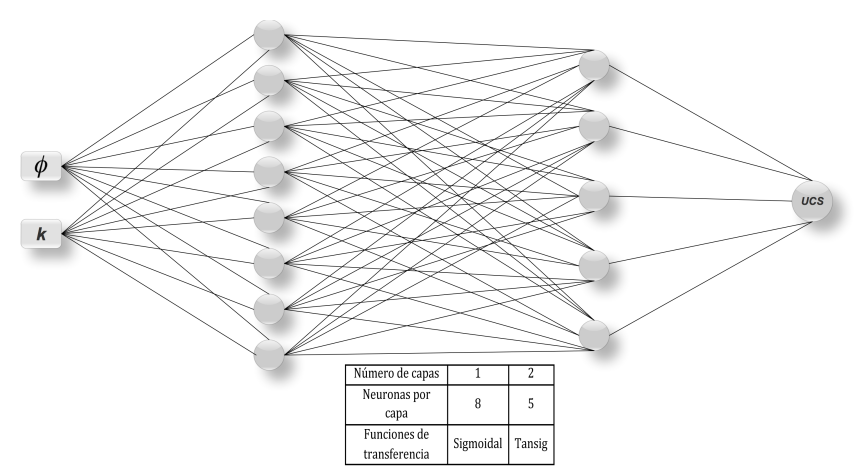 ϕ
k
UCS
Número de capas 1 2
Neuronas por
capa 8 5
Funciones de
transferencia Sigmoidal Tansig